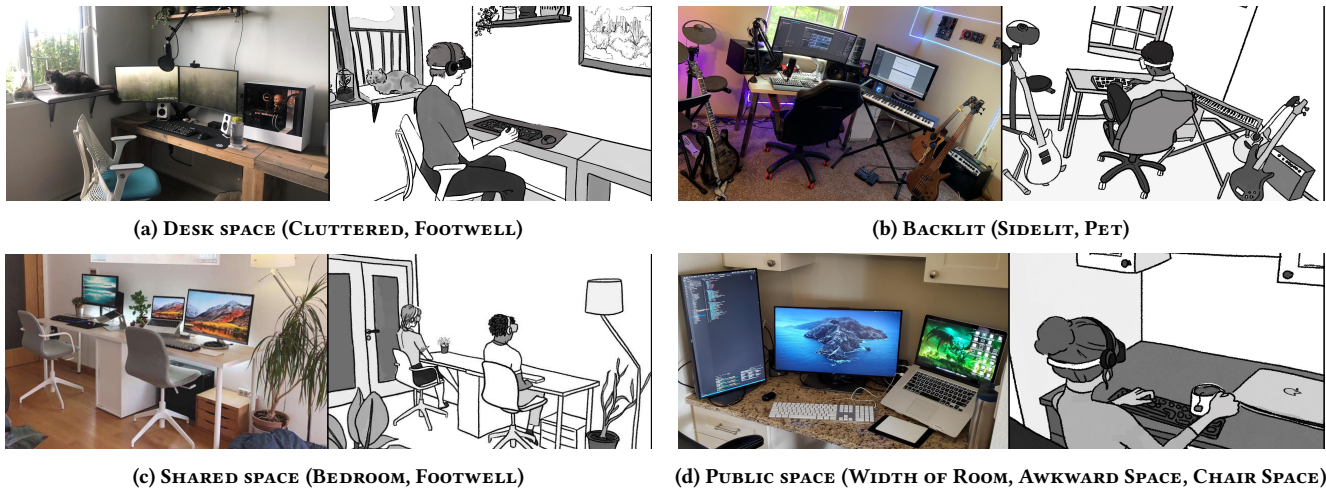 (a) Desk space (Cluttered, Footwell)
(b) Backlit (Sidelit, Pet)
(c) Shared space (Bedroom, Footwell)
(d) Public space (Width of Room, Awkward Space, Chair Space)